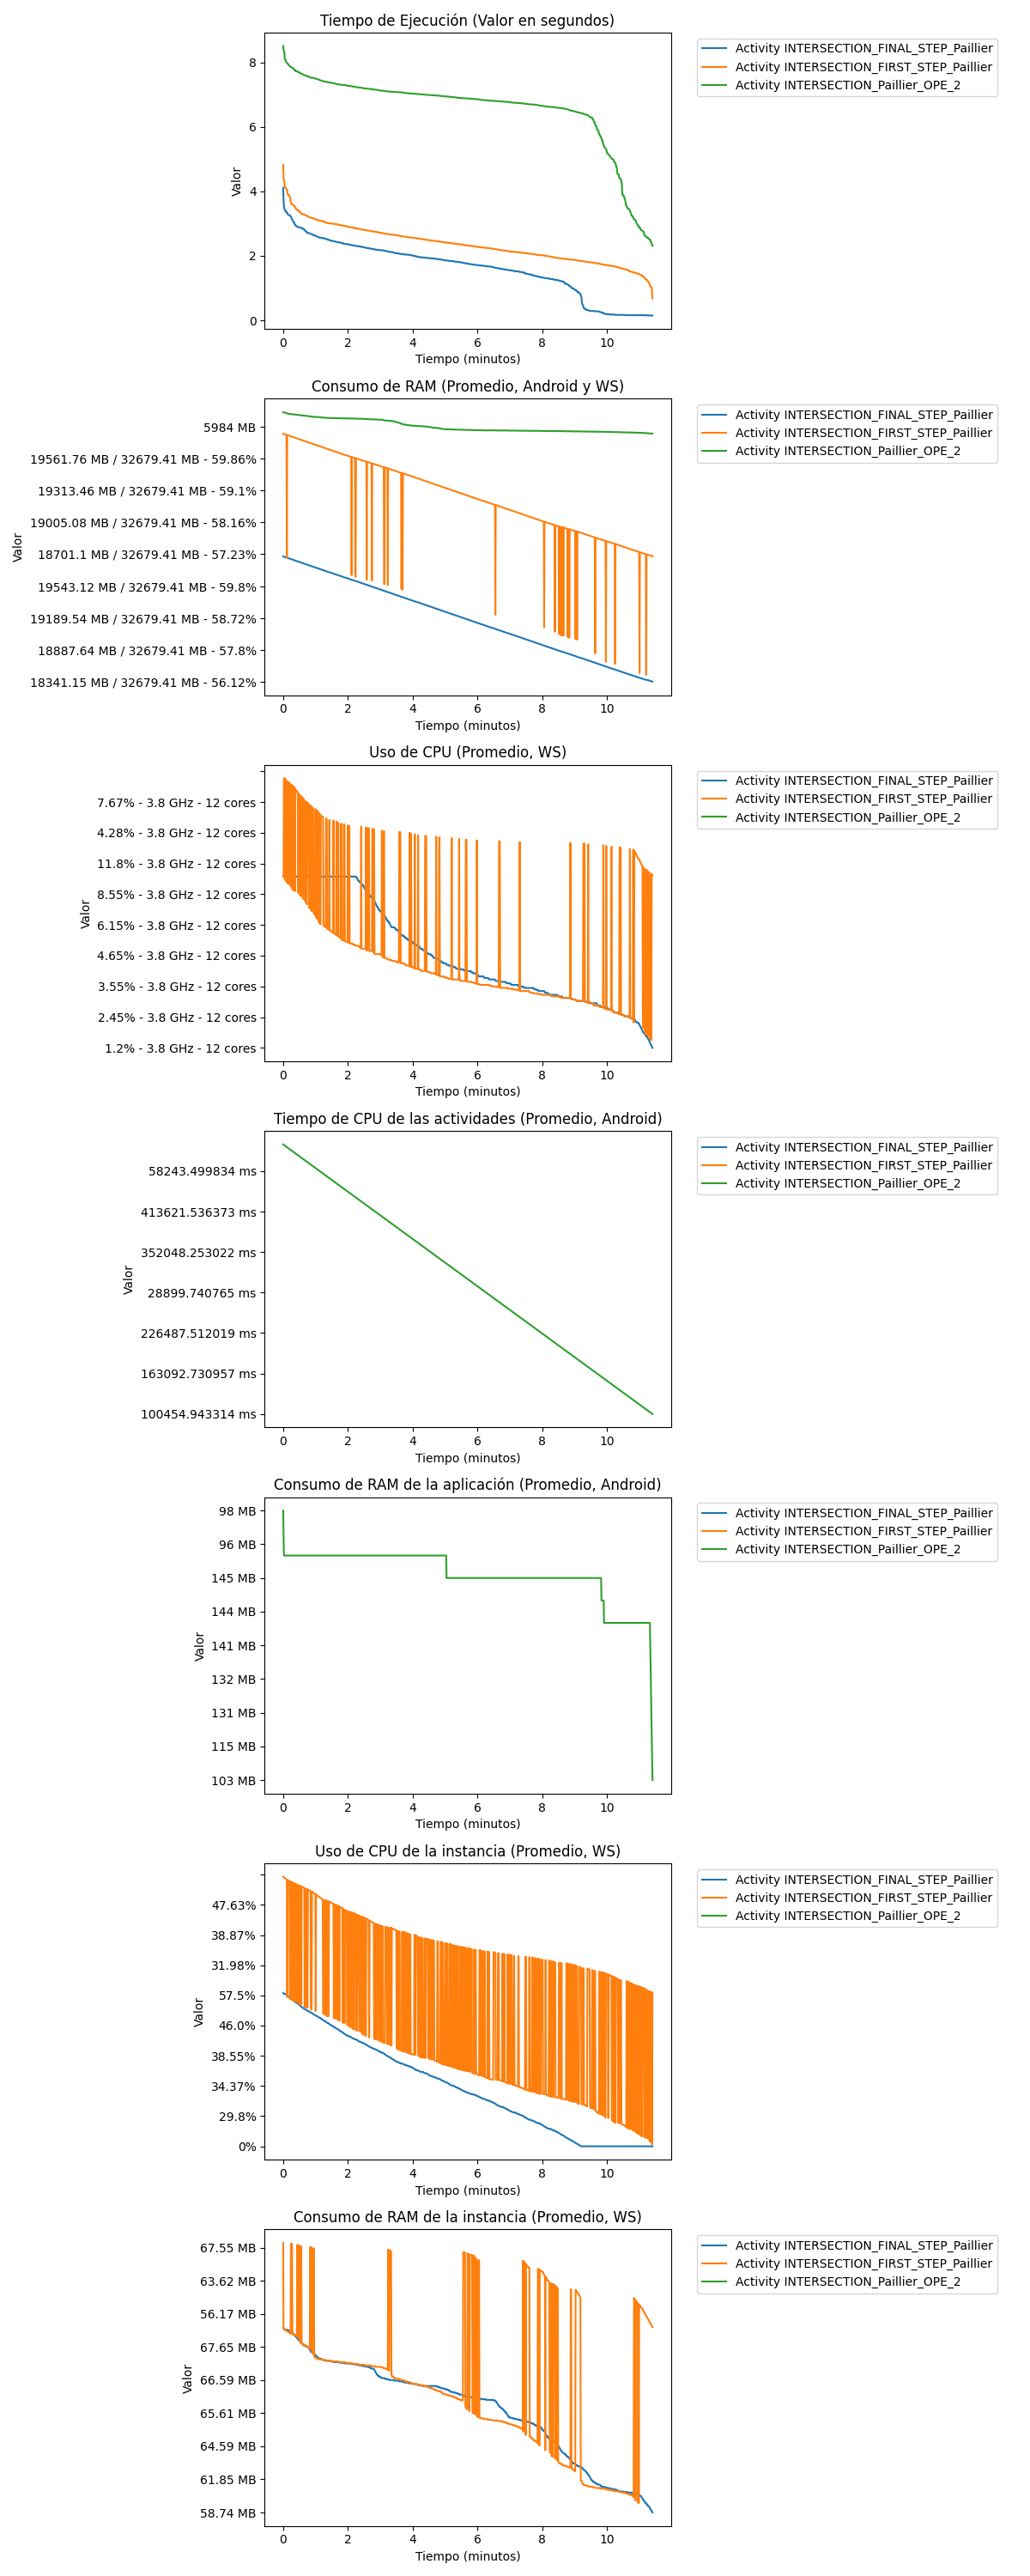 Tiempo de Ejecución (Valor en segundos)
Valor
8
6
4
2
0
0 2 4 6 8 10
Tiempo (minutos)
Activity INTERSECTION_FINAL_STEP_Paillier
Activity INTERSECTION_FIRST_STEP_Paillier
Activity INTERSECTION_Paillier_OPE_2
Consumo de RAM (Promedio, Android y WS)
Valor
5984 MB
19561.76 MB / 32679.41 MB - 59.86%
19313.46 MB / 32679.41 MB - 59.1%
19005.08 MB / 32679.41 MB - 58.16%
18701.1 MB / 32679.41 MB - 57.23%
19543.12 MB / 32679.41 MB - 59.8%
19189.54 MB / 32679.41 MB - 58.72%
18887.64 MB / 32679.41 MB - 57.8%
18341.15 MB / 32679.41 MB - 56.12%
0 2 4 6 8 10
Tiempo (minutos)
Activity INTERSECTION_FINAL_STEP_Paillier
Activity INTERSECTION_FIRST_STEP_Paillier
Activity INTERSECTION_Paillier_OPE_2
Uso de CPU (Promedio, WS)
Valor
7.67% - 3.8 GHz - 12 cores
4.28% - 3.8 GHz - 12 cores
11.8% - 3.8 GHz - 12 cores
8.55% - 3.8 GHz - 12 cores
6.15% - 3.8 GHz - 12 cores
4.65% - 3.8 GHz - 12 cores
3.55% - 3.8 GHz - 12 cores
2.45% - 3.8 GHz - 12 cores
1.2% - 3.8 GHz - 12 cores
0 2 4 6 8 10
Tiempo (minutos)
Activity INTERSECTION_FINAL_STEP_Paillier
Activity INTERSECTION_FIRST_STEP_Paillier
Activity INTERSECTION_Paillier_OPE_2
Tiempo de CPU de las actividades (Promedio, Android)
Valor
58243.499834 ms
413621.536373 ms
352048.253022 ms
28899.740765 ms
226487.512019 ms
163092.730957 ms
100454.943314 ms
0 2 4 6 8 10
Tiempo (minutos)
Activity INTERSECTION_FINAL_STEP_Paillier
Activity INTERSECTION_FIRST_STEP_Paillier
Activity INTERSECTION_Paillier_OPE_2
Consumo de RAM de la aplicación (Promedio, Android)
Valor
98 MB
96 MB
145 MB
144 MB
141 MB
132 MB
131 MB
115 MB
103 MB
0 2 4 6 8 10
Tiempo (minutos)
Activity INTERSECTION_FINAL_STEP_Paillier
Activity INTERSECTION_FIRST_STEP_Paillier
Activity INTERSECTION_Paillier_OPE_2
Uso de CPU de la instancia (Promedio, WS)
Valor
47.63%
38.87%
31.98%
57.5%
46.0%
38.55%
34.37%
29.8%
0%
0 2 4 6 8 10
Tiempo (minutos)
Activity INTERSECTION_FINAL_STEP_Paillier
Activity INTERSECTION_FIRST_STEP_Paillier
Activity INTERSECTION_Paillier_OPE_2
Consumo de RAM de la instancia (Promedio, WS)
Valor
67.55 MB
63.62 MB
56.17 MB
67.65 MB
66.59 MB
65.61 MB
64.59 MB
61.85 MB
58.74 MB
0 2 4 6 8 10
Tiempo (minutos)
Activity INTERSECTION_FINAL_STEP_Paillier
Activity INTERSECTION_FIRST_STEP_Paillier
Activity INTERSECTION_Paillier_OPE_2